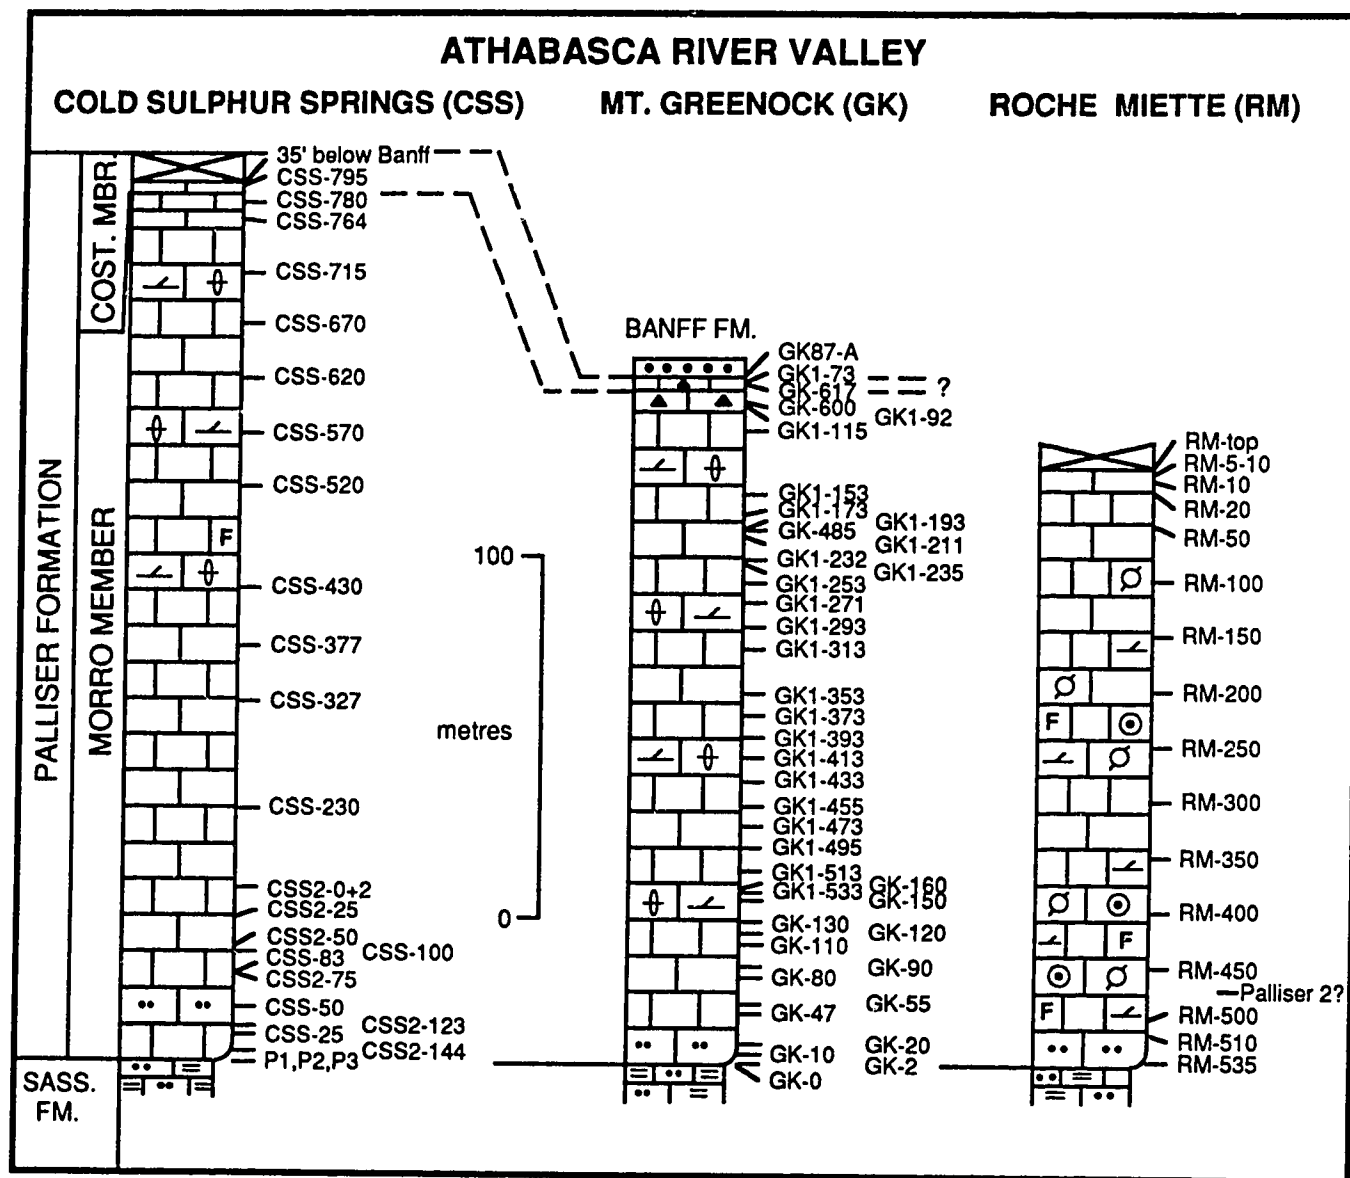 ATHABASCA RIVER VALLEY
COLD SULPHUR SPRINGS (CSS)
MT. GREENOCK (GK)
ROCHE MIETTE (RM)
PALLISER FORMATION
COST. MBR.
MORRO MEMBER
SASS.
FM.
35' below Banff
CSS-795
CSS-780
CSS-764
CSS-715
CSS-670
CSS-620
CSS-570
CSS-520
F
CSS-430
CSS-377
CSS-327
CSS-230
CSS2-0+2
CSS2-25
CSS2-50
CSS-83 CSS-100
CSS2-75
CSS-50
CSS-25 CSS2-123
P1,P2,P3 CSS2-144
100
metres
0
BANFF FM.
GK87-A
GK1-73
GK-617 ?
GK-600 GK1-92
GK1-115
GK1-153
GK1-173
GK-485 GK1-193
GK1-211
GK1-232
GK1-253 GK1-235
GK1-271
GK1-293
GK1-313
GK1-353
GK1-373
GK1-393
GK1-413
GK1-433
GK1-455
GK1-473
GK1-495
GK1-513
GK1-533 GK-160
GK-150
GK-130
GK-110 GK-120
GK-80 GK-90
GK-47 GK-55
GK-10 GK-20
GK-0 GK-2
RM-top
RM-5-10
RM-10
RM-20
RM-50
RM-100
RM-150
RM-200
F
RM-250
RM-300
RM-350
RM-400
F
RM-450
Palliser 2?
F
RM-500
RM-510
RM-535